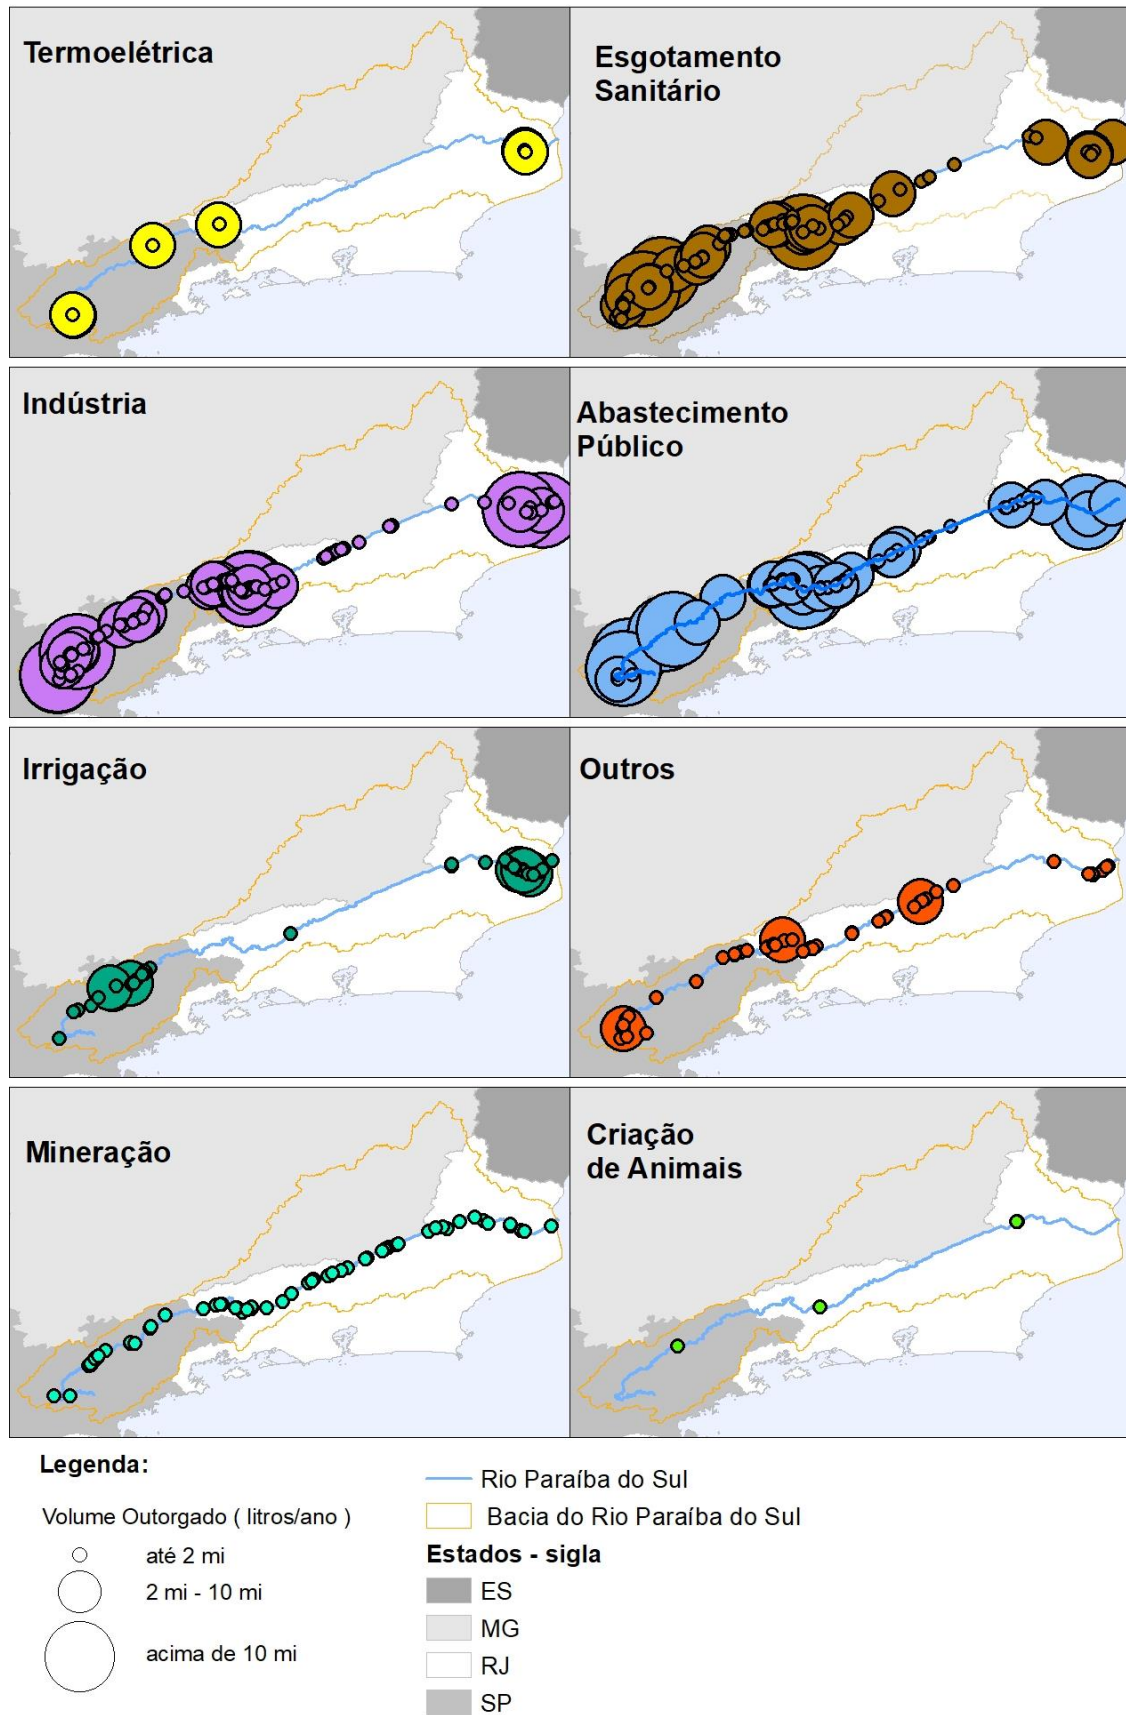 Termoelétrica
Esgotamento
Sanitário
Indústria
Abastecimento
Público
Irrigação
Outros
Mineração
Criação
de Animais
Legenda:
Volume Outorgado ( litros/ano )
até 2 mi
2 mi - 10 mi
acima de 10 mi
Rio Paraíba do Sul
Bacia do Rio Paraíba do Sul
Estados - sigla
ES
MG
RJ
SP